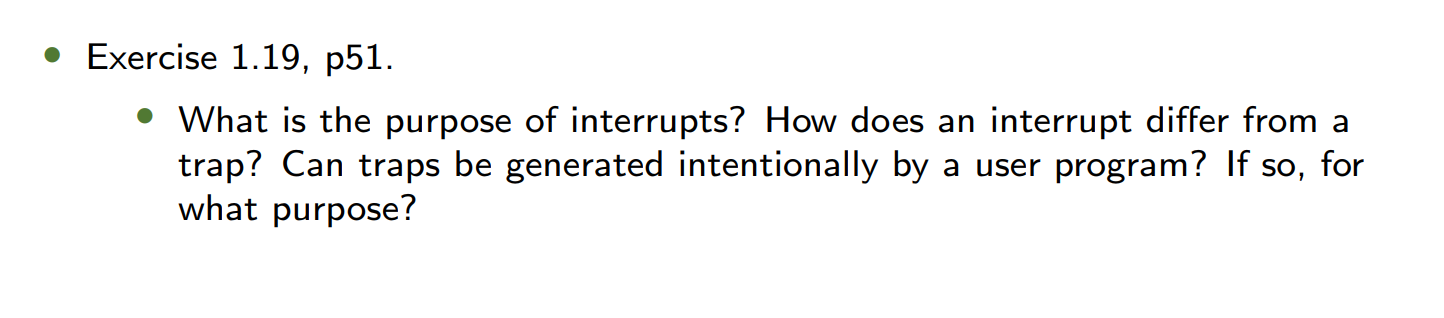 • Exercise 1.19, p51.
• What is the purpose of interrupts? How does an interrupt differ from a
trap? Can traps be generated intentionally by a user program? If so, for
what purpose?